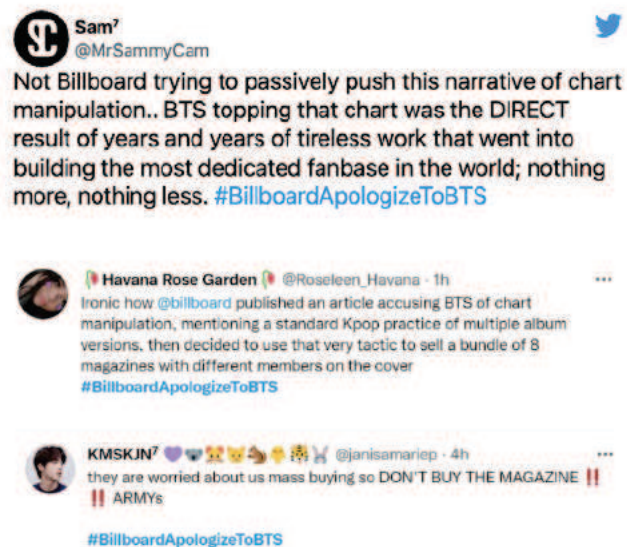 Sam⁷
@MrSammyCam
Not Billboard trying to passively push this narrative of chart
manipulation.. BTS topping that chart was the DIRECT
result of years and years of tireless work that went into
building the most dedicated fanbase in the world; nothing
more, nothing less. #BillboardApologizeToBTS
🥀Havana Rose Garden🥀 @Roseleen_Havana · 1h
Ironic how @billboard published an article accusing BTS of chart
manipulation, mentioning a standard Kpop practice of multiple album
versions, then decided to use that very tactic to sell a bundle of 8
magazines with different members on the cover
#BillboardApologizeToBTS
KMSKJN⁷ 💜🐨🐹🐱🐿️🐥🐯🐰 @janisamariep · 4h
they are worried about us mass buying so DON'T BUY THE MAGAZINE ‼️
‼️ ARMYs
#BillboardApologizeToBTS